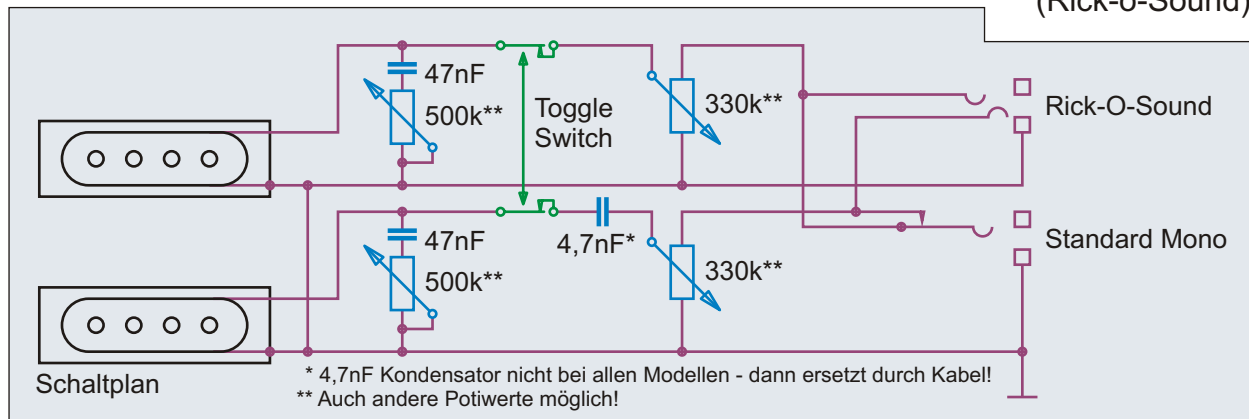 (Rick-o-Sound)
47nF
500k**
Toggle
Switch
330k**
Rick-O-Sound
47nF
500k**
4,7nF*
330k**
Standard Mono
Schaltplan
* 4,7nF Kondensator nicht bei allen Modellen - dann ersetzt durch Kabel!
** Auch andere Potiwerte möglich!